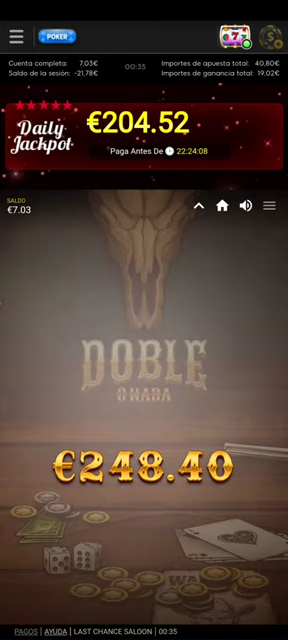 POKER
7
Cuenta completa: 7,03€
Saldo de la sesión: -21,78€
00:35
Importes de apuesta total: 40,80€
Importes de ganancia total: 19,02€
Daily
Jackpot
€204.52
Paga Antes De 22:24:08
SALDO
€7.03
DOBLE
O NADA
€248.40
WA
PAGOS | AYUDA | LAST CHANCE SALOON | 00:35